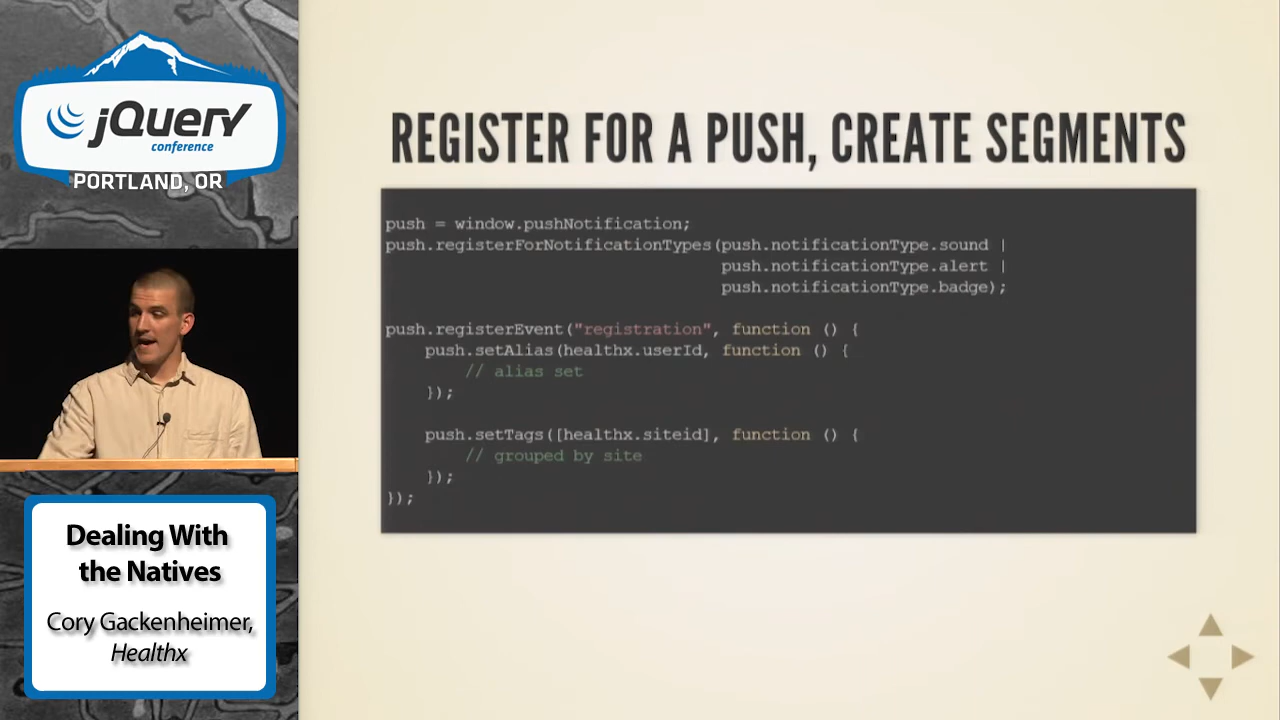 jQuery
conference
PORTLAND, OR
Dealing With
the Natives
Cory Gackenheimer,
Healthx
REGISTER FOR A PUSH, CREATE SEGMENTS
push = window.pushNotification;
push.registerForNotificationTypes(push.notificationType.sound |
push.notificationType.alert |
push.notificationType.badge);
push.registerEvent("registration", function () {
push.setAlias(healthx.userId, function () {
// alias set
});
push.setTags([healthx.siteid], function () {
// grouped by site
});
});